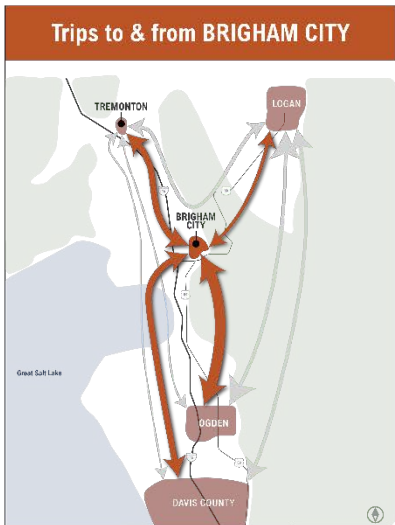 Trips to & from BRIGHAM CITY
TREMONTON
LOGAN
BRIGHAM
CITY
Great Salt Lake
OGDEN
DAVIS COUNTY